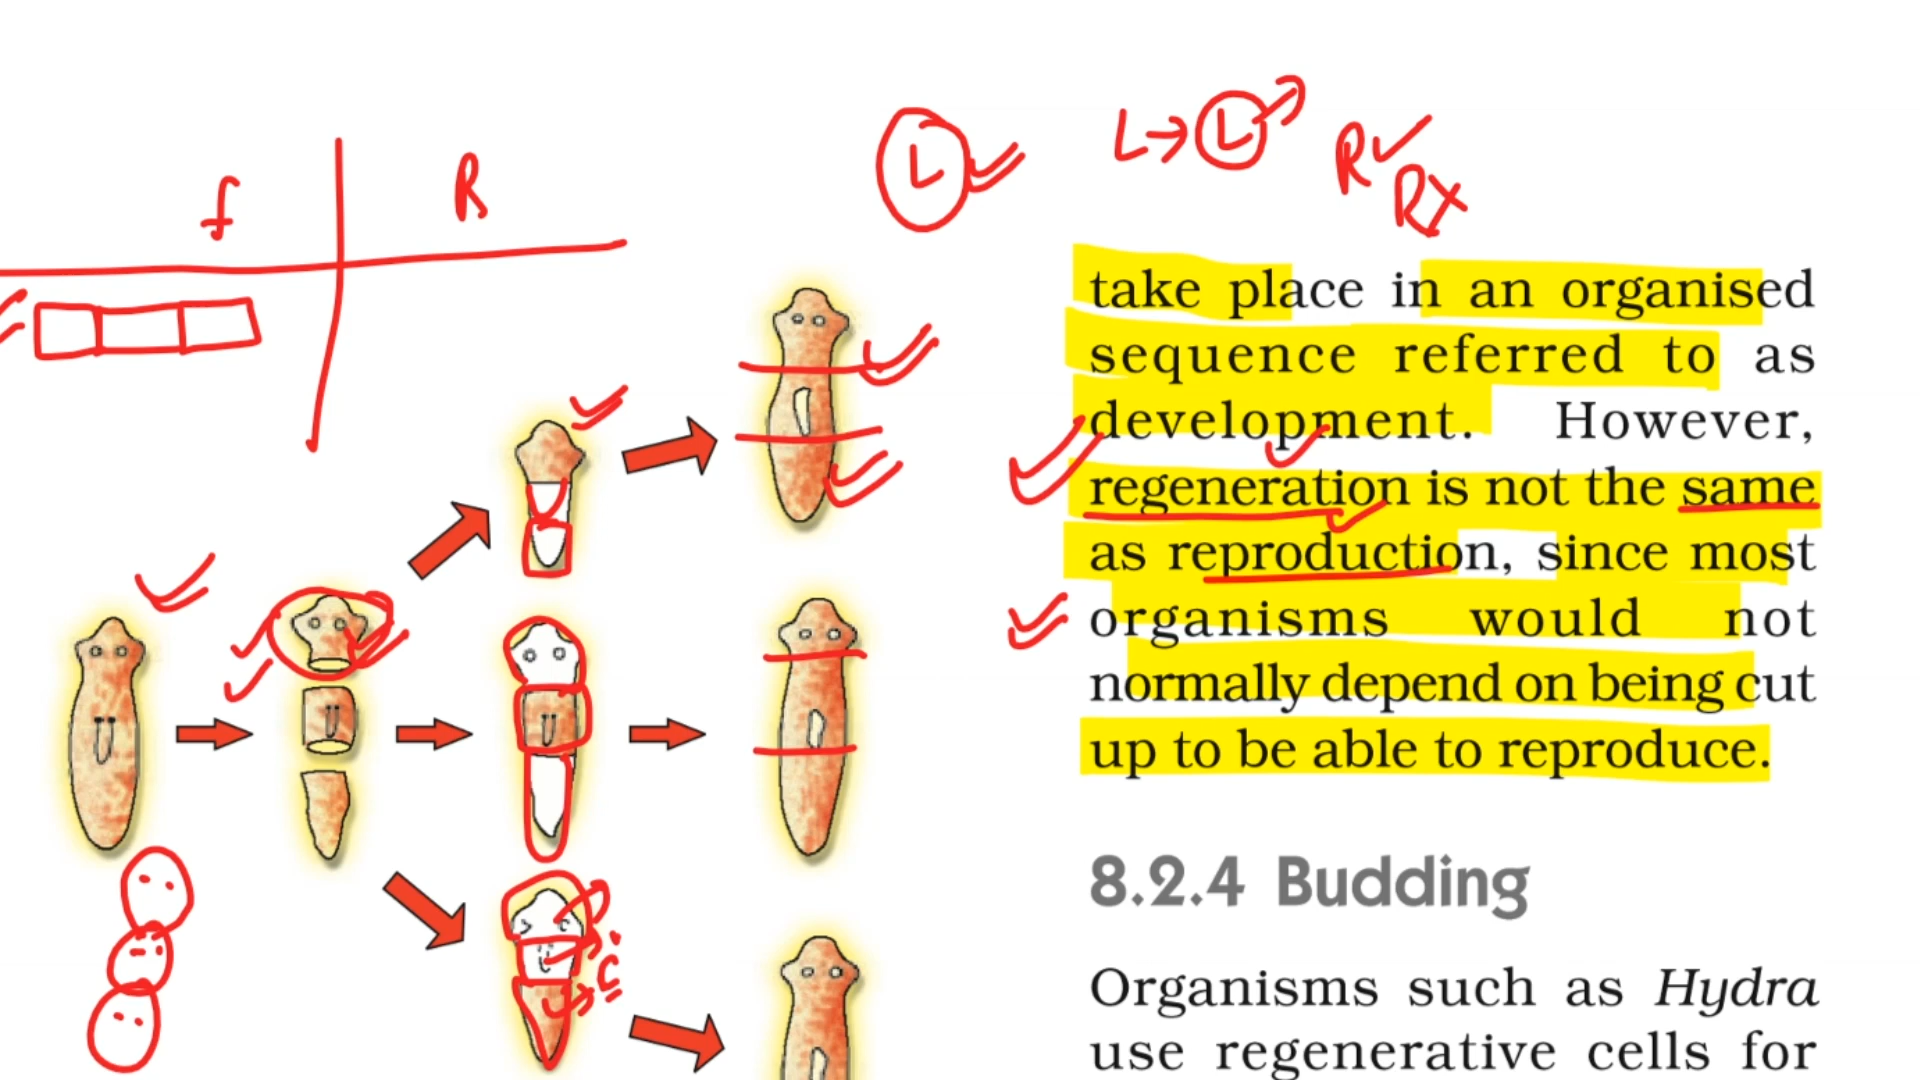 f R
L
L → L
R✓
RX
take place in an organised
sequence referred to as
development. However,
regeneration is not the same
as reproduction, since most
organisms would not
normally depend on being cut
up to be able to reproduce.
8.2.4 Budding
Organisms such as Hydra
use regenerative cells for